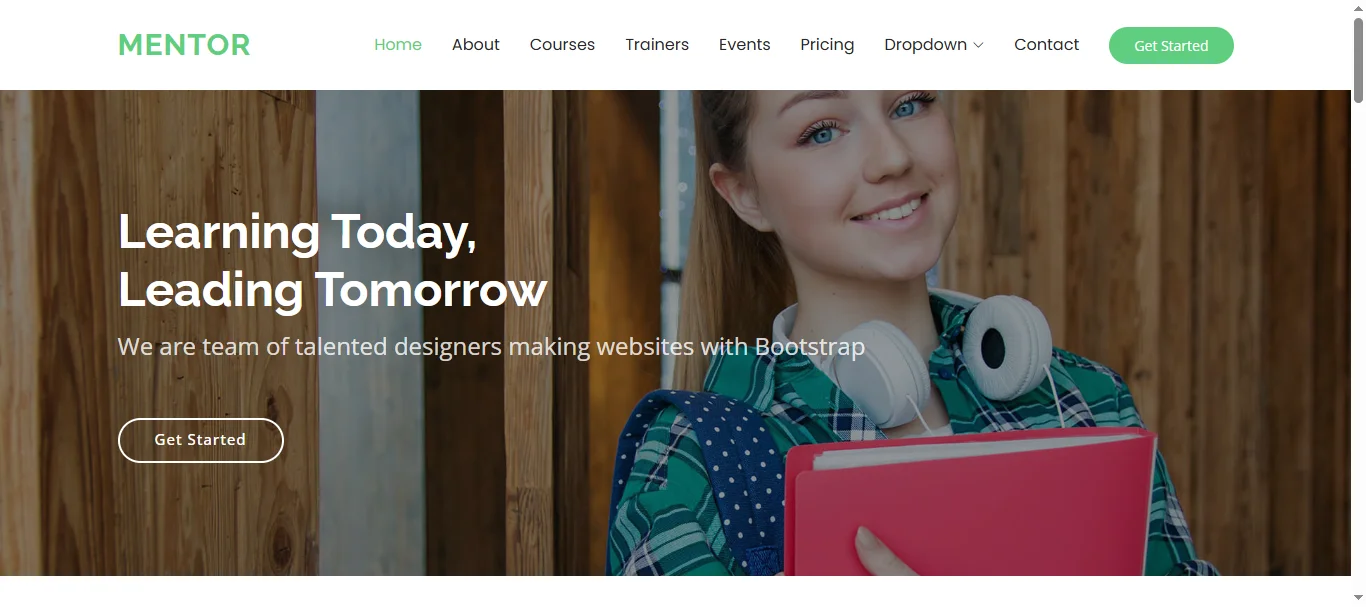 MENTOR
Home About Courses Trainers Events Pricing Dropdown Contact Get Started
Learning Today,
Leading Tomorrow
We are team of talented designers making websites with Bootstrap
Get Started